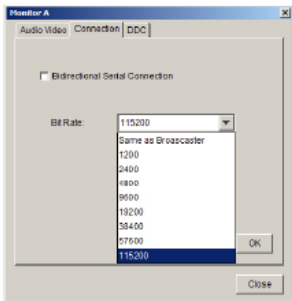 Monitor A
Audio Video Connection DDC
Bidirectional Serial Connection
Bit Rate: 115200
Same as Broascaster
1200
2400
4800
9600
19200
38400
57600
115200
OK
Close